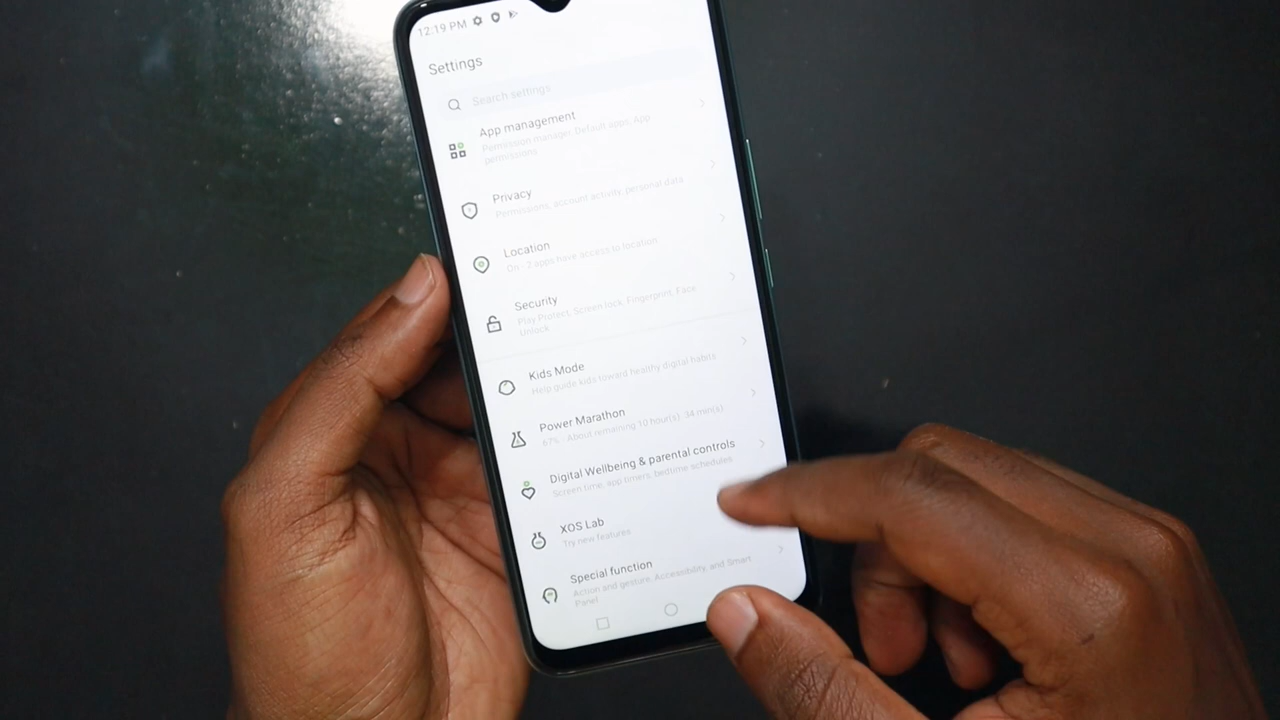 12:19 PM
Settings
Search settings
App management
Permission manager, Default apps, App
permissions
Privacy
Permissions, account activity, personal data
Location
On - 7 apps have access to location
Security
Play Protect, Screen lock, Fingerprint, Face
Unlock
Kids Mode
Help guide kids toward healthy digital habits
Power Marathon
67% - About remaining 10 hour(s) 34 min(s)
Digital Wellbeing & parental controls
Screen time, app timers, bedtime schedules
XOS Lab
Try new features
Special function
Action and gesture, Accessibility, and Smart
Panel